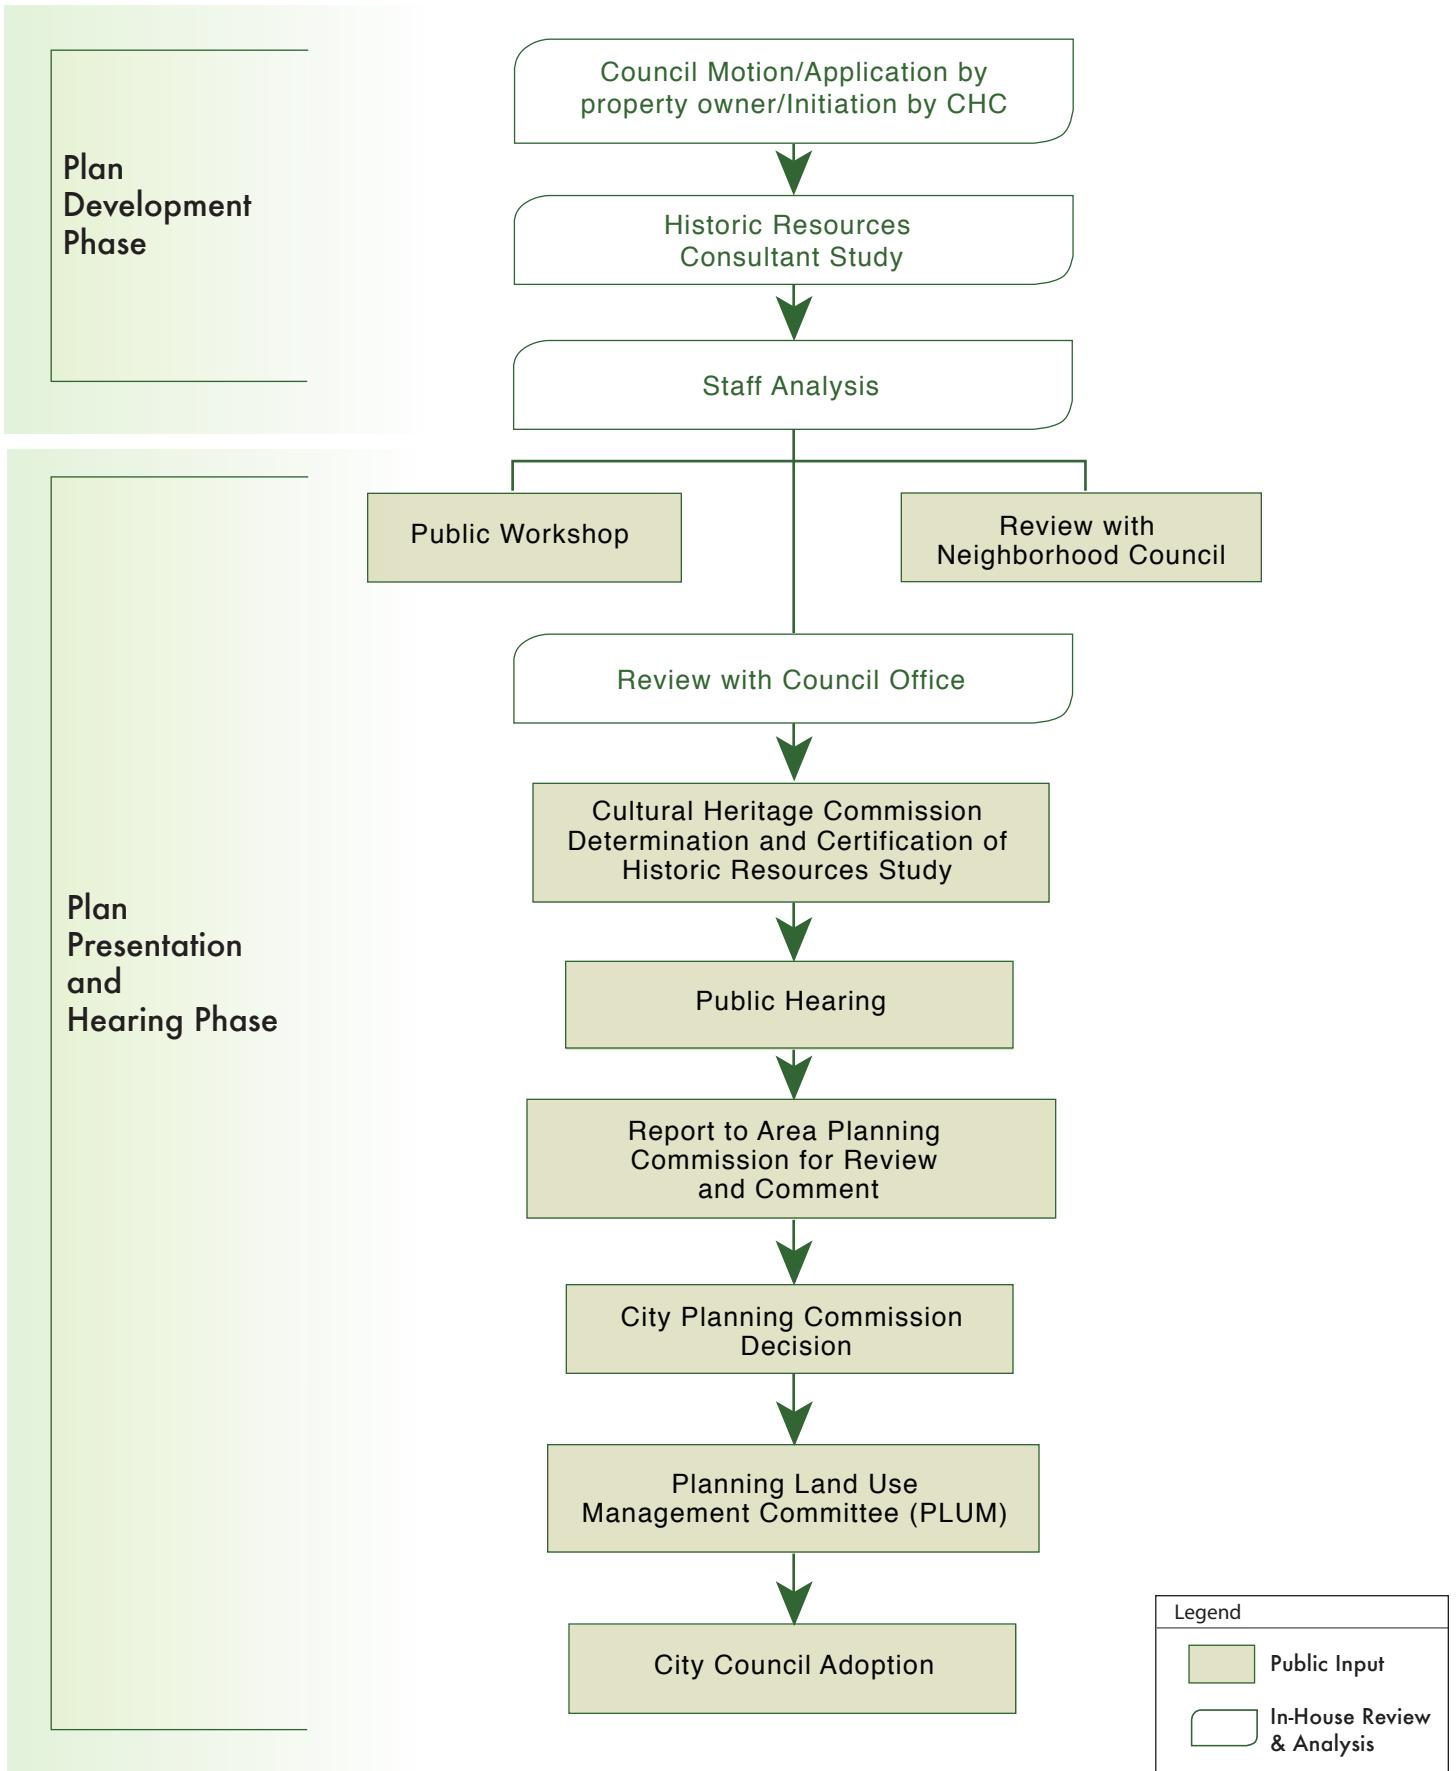 Plan
Development
Phase
Council Motion/Application by
property owner/Initiation by CHC
Historic Resources
Consultant Study
Staff Analysis
Plan
Presentation
and
Hearing Phase
Public Workshop
Review with
Neighborhood Council
Review with Council Office
Cultural Heritage Commission
Determination and Certification of
Historic Resources Study
Public Hearing
Report to Area Planning
Commission for Review
and Comment
City Planning Commission
Decision
Planning Land Use
Management Committee (PLUM)
City Council Adoption
Legend
Public Input
In-House Review
& Analysis